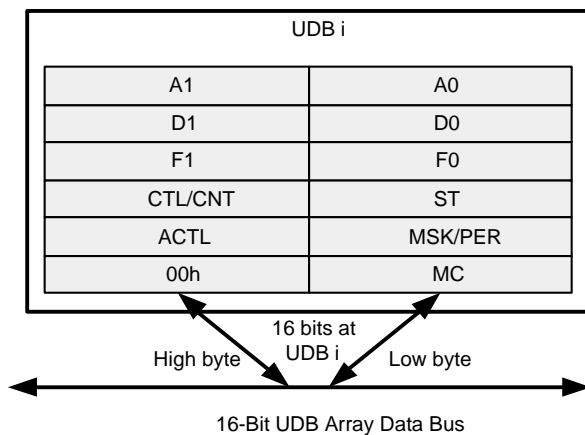 UDB i
A1 A0
D1 D0
F1 F0
CTL/CNT ST
ACTL MSK/PER
00h MC
16 bits at
UDB i
High byte
Low byte
16-Bit UDB Array Data Bus